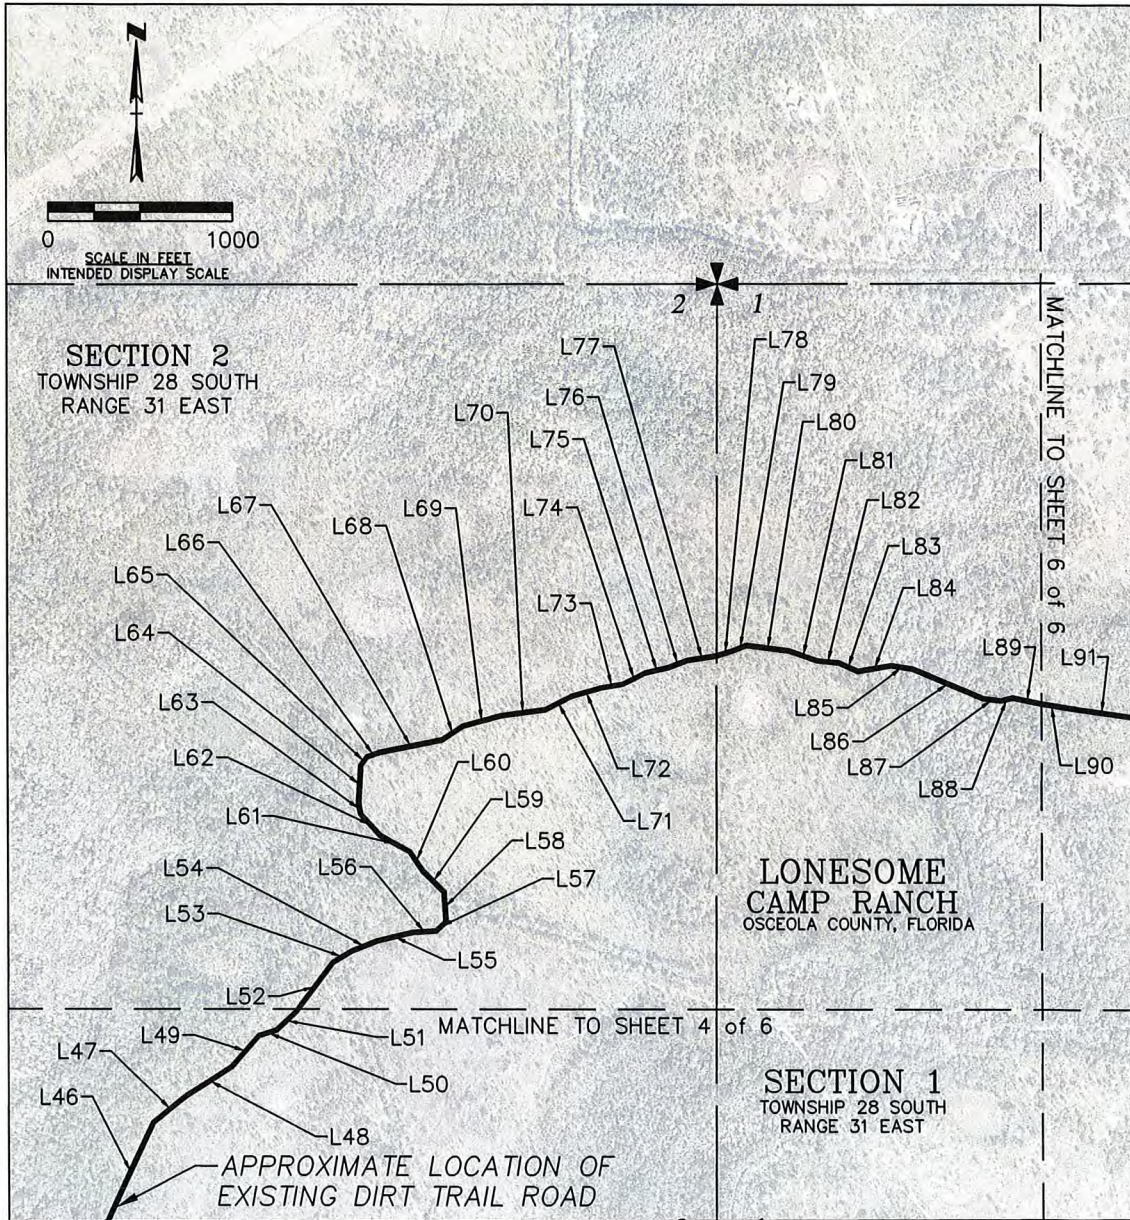 N
0 1000
SCALE IN FEET
INTENDED DISPLAY SCALE
2 1
SECTION 2
TOWNSHIP 28 SOUTH
RANGE 31 EAST
MATCHLINE TO SHEET 6 of 6
L77
L78
L76
L79
L70
L80
L75
L81
L67
L69
L74
L82
L68
L66
L83
L65
L84
L73
L64
L89
L91
L63
L85
L62
L60
L72
L86
L87
L90
L59
L88
L61
L71
L58
L54
L56
L57
LONESOME
CAMP RANCH
OSCEOLA COUNTY, FLORIDA
L53
L55
L52
MATCHLINE TO SHEET 4 of 6
L49
L51
L47
L50
L46
L48
SECTION 1
TOWNSHIP 28 SOUTH
RANGE 31 EAST
APPROXIMATE LOCATION OF
EXISTING DIRT TRAIL ROAD